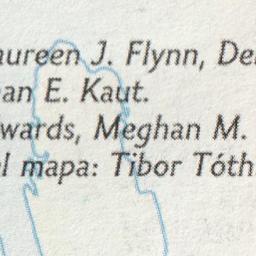 aureen J. Flynn, De
an E. Kaut.
wards, Meghan M.
l mapa: Tibor Tóth